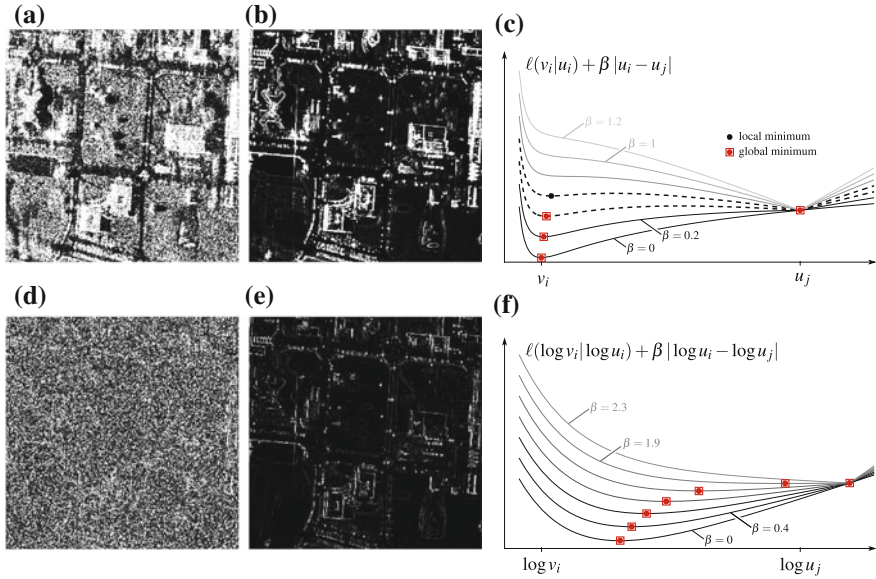 (a)
(b)
(c)
ℓ(v_i|u_i) + β |u_i − u_j|
β = 1.2
β = 1
local minimum
global minimum
β = 0.2
β = 0
v_i
u_j
(d)
(e)
(f)
ℓ(log v_i| log u_i) + β | log u_i − log u_j|
β = 2.3
β = 1.9
β = 0.4
β = 0
log v_i
log u_j